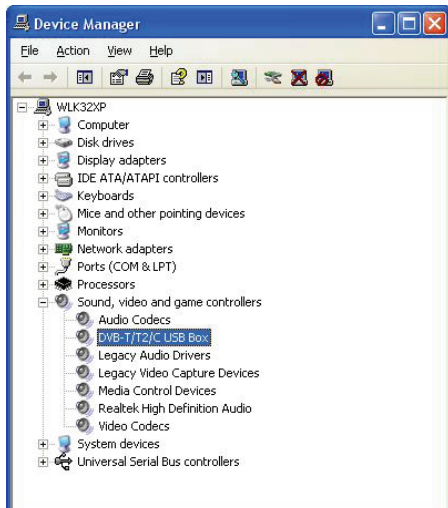 Device Manager
File Action View Help
WLK32XP
Computer
Disk drives
Display adapters
IDE ATA/ATAPI controllers
Keyboards
Mice and other pointing devices
Monitors
Network adapters
Ports (COM & LPT)
Processors
Sound, video and game controllers
Audio Codecs
DVB-T/T2/C USB Box
Legacy Audio Drivers
Legacy Video Capture Devices
Media Control Devices
Realtek High Definition Audio
Video Codecs
System devices
Universal Serial Bus controllers